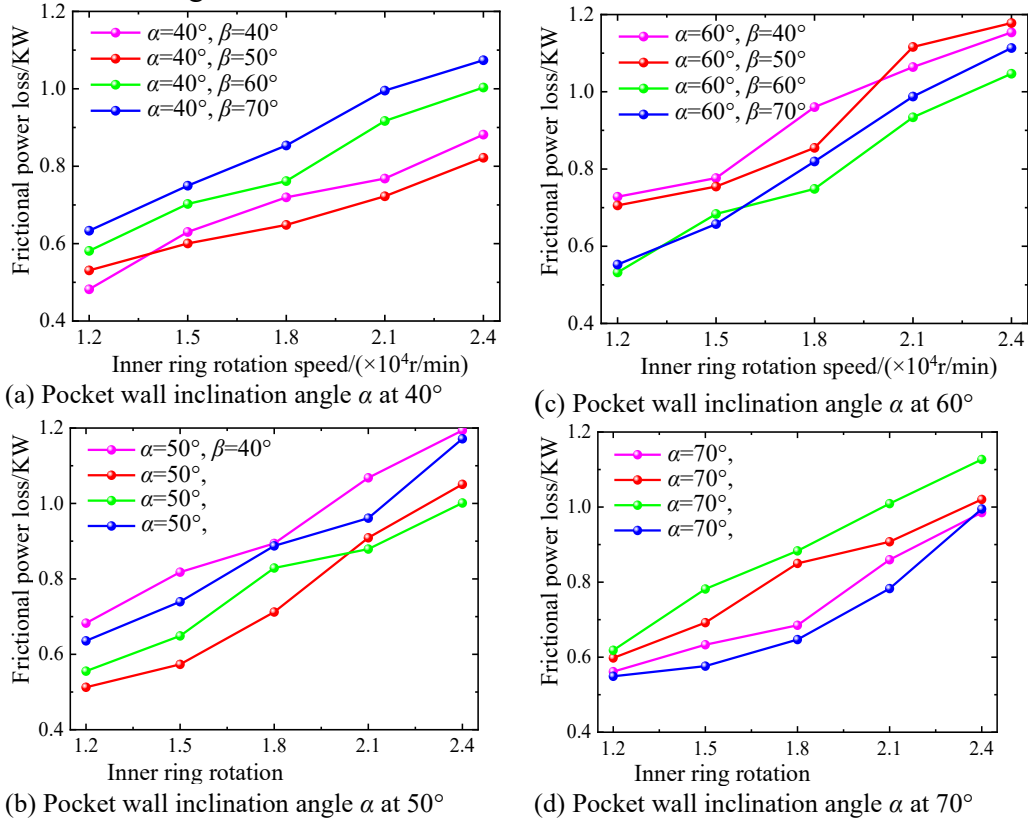 Frictional power loss/KW
1.2
1.0
0.8
0.6
0.4
α=40°, β=40°
α=40°, β=50°
α=40°, β=60°
α=40°, β=70°
1.2 1.5 1.8 2.1 2.4
Inner ring rotation speed/(×10⁴r/min)
(a) Pocket wall inclination angle α at 40°
Frictional power loss/KW
1.2
1.0
0.8
0.6
0.4
α=60°, β=40°
α=60°, β=50°
α=60°, β=60°
α=60°, β=70°
1.2 1.5 1.8 2.1 2.4
Inner ring rotation speed/(×10⁴r/min)
(c) Pocket wall inclination angle α at 60°
Frictional power loss/KW
1.2
1.0
0.8
0.6
0.4
α=50°, β=40°
α=50°,
α=50°,
α=50°,
1.2 1.5 1.8 2.1 2.4
Inner ring rotation
(b) Pocket wall inclination angle α at 50°
Frictional power loss/KW
1.2
1.0
0.8
0.6
0.4
α=70°,
α=70°,
α=70°,
α=70°,
1.2 1.5 1.8 2.1 2.4
Inner ring rotation
(d) Pocket wall inclination angle α at 70°